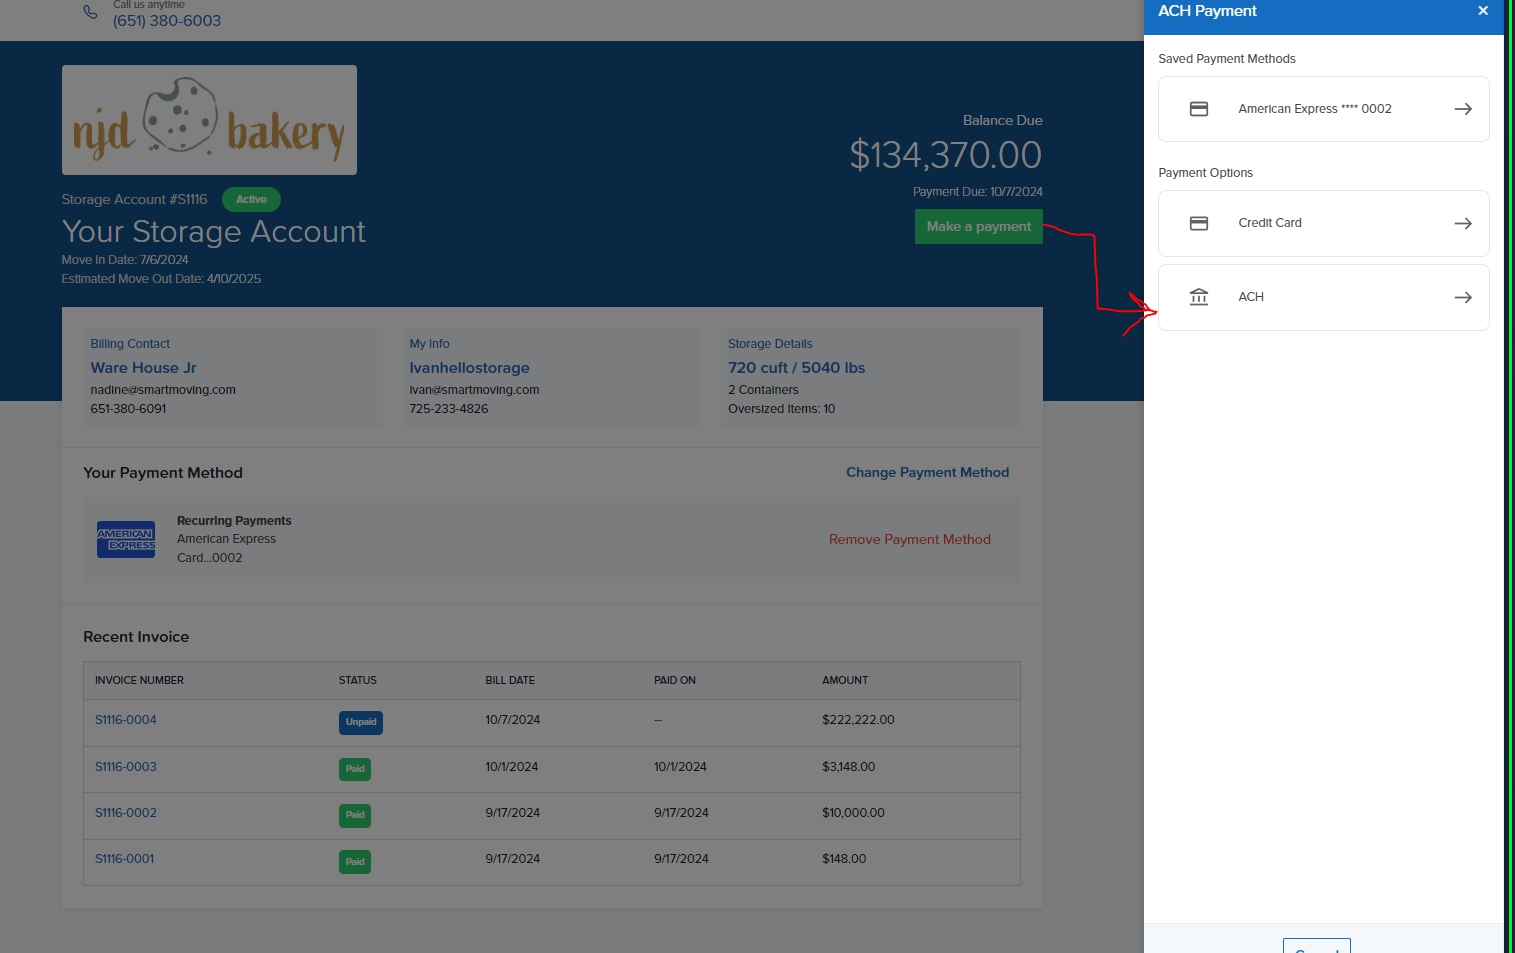 Call us anytime
(651) 380-6003
njd bakery
Storage Account #S1116 Active
Your Storage Account
Move In Date: 7/6/2024
Estimated Move Out Date: 4/10/2025
Balance Due
$134,370.00
Payment Due: 10/7/2024
Make a payment
Billing Contact
Ware House Jr
nadine@smartmoving.com
651-380-6091
My Info
Ivanhellostorage
ivan@smartmoving.com
725-233-4826
Storage Details
720 cuft / 5040 lbs
2 Containers
Oversized Items: 10
Your Payment Method Change Payment Method
AMERICAN
EXPRESS
Recurring Payments
American Express
Card...0002
Remove Payment Method
Recent Invoice
INVOICE NUMBER STATUS BILL DATE PAID ON AMOUNT
S1116-0004 Unpaid 10/7/2024 -- $222,222.00
S1116-0003 Paid 10/1/2024 10/1/2024 $3,148.00
S1116-0002 Paid 9/17/2024 9/17/2024 $10,000.00
S1116-0001 Paid 9/17/2024 9/17/2024 $148.00
ACH Payment ×
Saved Payment Methods
American Express **** 0002
Payment Options
Credit Card
ACH